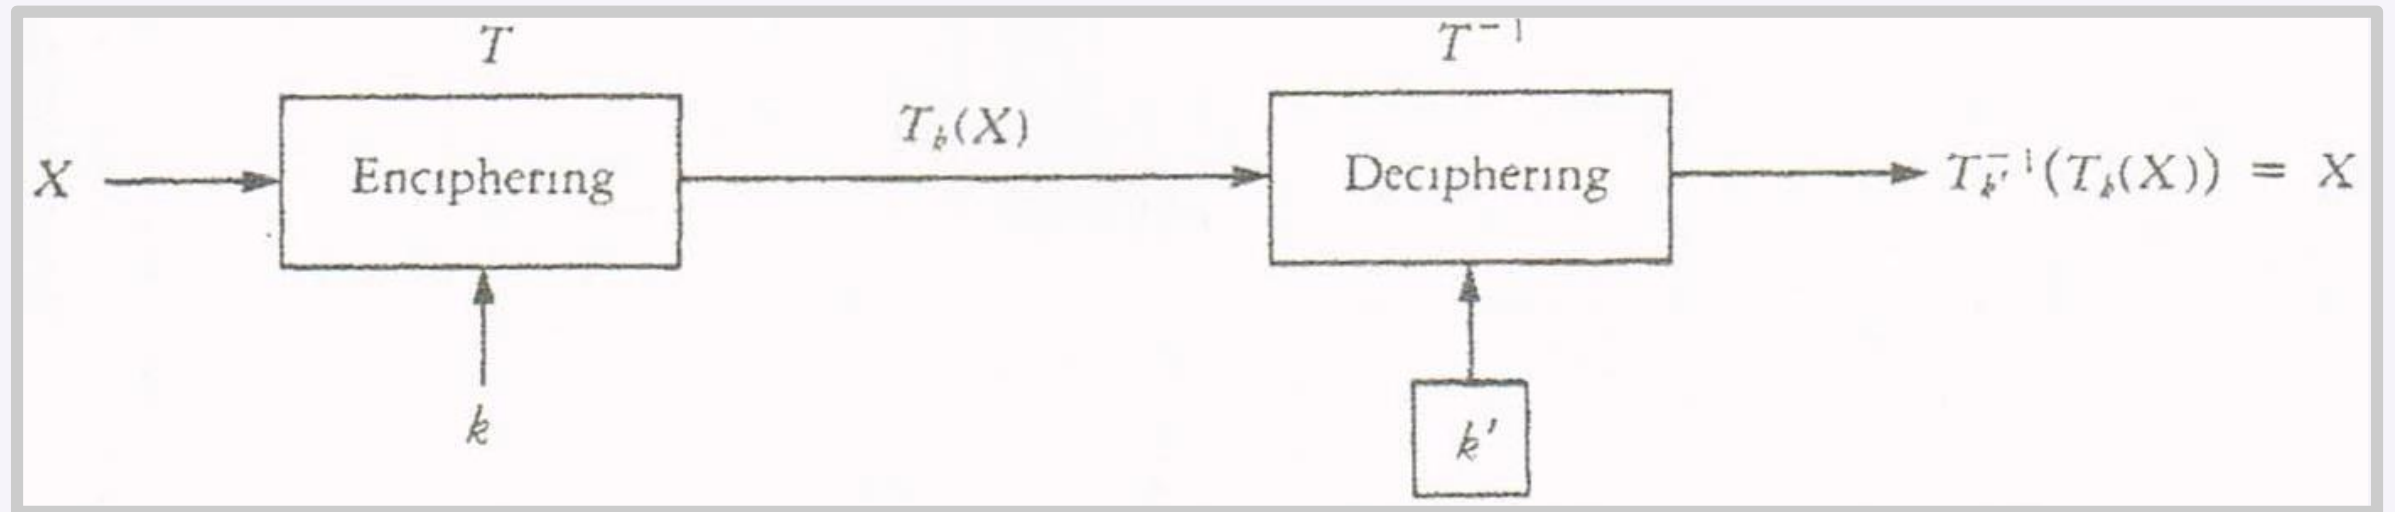 T
T⁻¹
Tₖ(X)
X
Enciphering
Deciphering
Tₖ′⁻¹(Tₖ(X)) = X
k
k′